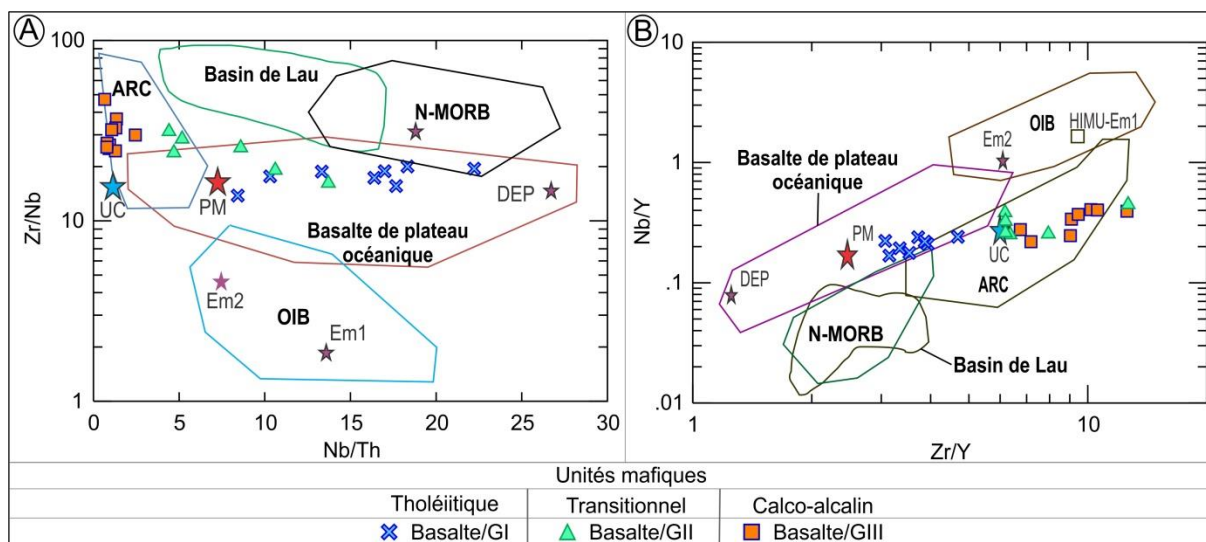 A
100
10
1
Zr/Nb
ARC
Basin de Lau
N-MORB
UC
PM
DEP
Basalte de plateau
océanique
Em2
OIB
Em1
0
5
10
15
20
25
30
Nb/Th
B
10
1
.1
.01
Nb/Y
OIB
HIMU-Em1
Em2
Basalte de plateau
océanique
PM
DEP
UC
ARC
N-MORB
Basin de Lau
1
10
Zr/Y
Unités mafiques
Tholéiitique
Transitionnel
Calco-alcalin
Basalte/GI
Basalte/GII
Basalte/GIII